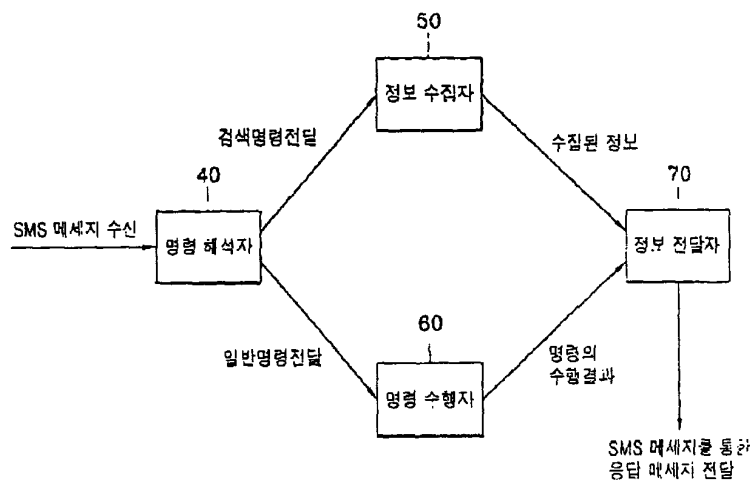 50
정보 수집자
검색명령전달
수집된 정보
40
70
SMS 메세지 수신
명령 해석자
정보 전달자
60
일반명령전달
명령의
수행결과
명령 수행자
SMS 메세지를 통한
응답 메세지 전달